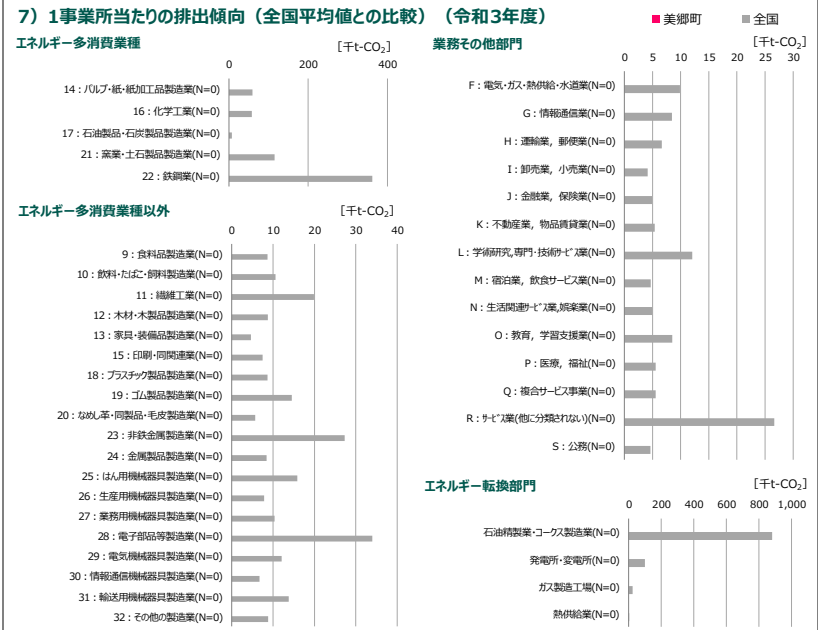 7）1事業所当たりの排出傾向（全国平均値との比較）（令和3年度）
■美郷町 ■全国
エネルギー多消費業種
[千t-CO₂]
0 200 400
14：パルプ・紙・紙加工品製造業(N=0)
16：化学工業(N=0)
17：石油製品・石炭製品製造業(N=0)
21：窯業・土石製品製造業(N=0)
22：鉄鋼業(N=0)
エネルギー多消費業種以外
[千t-CO₂]
0 10 20 30 40
9：食料品製造業(N=0)
10：飲料・たばこ・飼料製造業(N=0)
11：繊維工業(N=0)
12：木材・木製品製造業(N=0)
13：家具・装備品製造業(N=0)
15：印刷・同関連業(N=0)
18：プラスチック製品製造業(N=0)
19：ゴム製品製造業(N=0)
20：なめし革・同製品・毛皮製造業(N=0)
23：非鉄金属製造業(N=0)
24：金属製品製造業(N=0)
25：はん用機械器具製造業(N=0)
26：生産用機械器具製造業(N=0)
27：業務用機械器具製造業(N=0)
28：電子部品等製造業(N=0)
29：電気機械器具製造業(N=0)
30：情報通信機械器具製造業(N=0)
31：輸送用機械器具製造業(N=0)
32：その他の製造業(N=0)
業務その他部門
[千t-CO₂]
0 5 10 15 20 25 30
F：電気・ガス・熱供給・水道業(N=0)
G：情報通信業(N=0)
H：運輸業，郵便業(N=0)
I：卸売業，小売業(N=0)
J：金融業，保険業(N=0)
K：不動産業，物品賃貸業(N=0)
L：学術研究,専門・技術ｻｰﾋﾞｽ業(N=0)
M：宿泊業，飲食サービス業(N=0)
N：生活関連ｻｰﾋﾞｽ業,娯楽業(N=0)
O：教育，学習支援業(N=0)
P：医療，福祉(N=0)
Q：複合サービス事業(N=0)
R：ｻｰﾋﾞｽ業(他に分類されない)(N=0)
S：公務(N=0)
エネルギー転換部門
[千t-CO₂]
0 200 400 600 800 1,000
石油精製業・コークス製造業(N=0)
発電所・変電所(N=0)
ガス製造工場(N=0)
熱供給業(N=0)